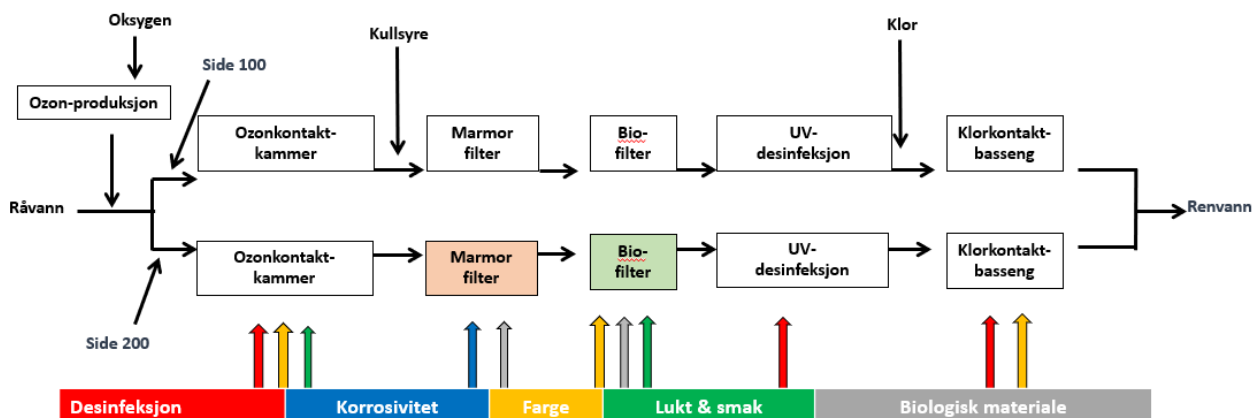 Oksygen
Kullsyre
Klor
Side 100
Ozon-produksjon
Ozonkontakt-
kammer
Marmor
filter
Bio-
filter
UV-
desinfeksjon
Klorkontakt-
basseng
Råvann
Renvann
Ozonkontakt-
kammer
Marmor
filter
Bio-
filter
UV-
desinfeksjon
Klorkontakt-
basseng
Side 200
Desinfeksjon
Korrosivitet
Farge
Lukt & smak
Biologisk materiale